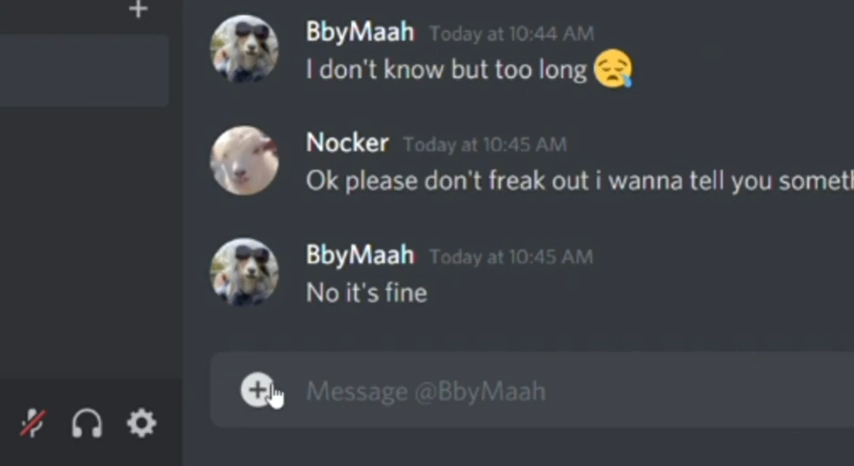 BbyMaah Today at 10:44 AM
I don't know but too long
Nocker Today at 10:45 AM
Ok please don't freak out i wanna tell you someth
BbyMaah Today at 10:45 AM
No it's fine
Message @BbyMaah